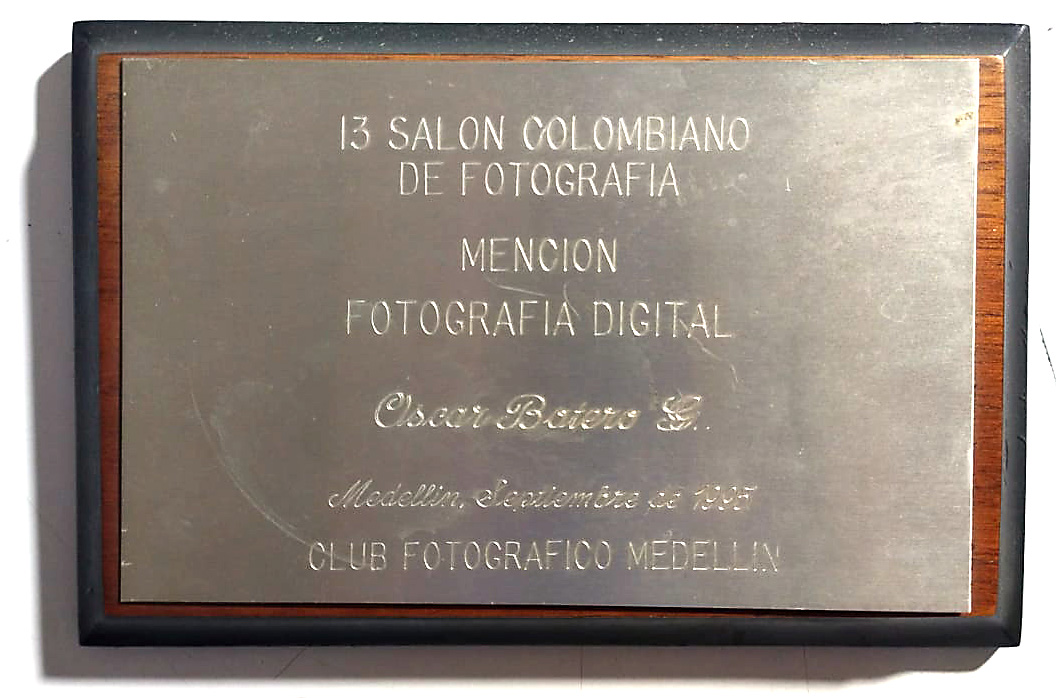 13 SALON COLOMBIANO
DE FOTOGRAFIA
MENCION
FOTOGRAFIA DIGITAL
Oscar Botero G.
Medellin, Septiembre de 1995
CLUB FOTOGRAFICO MEDELLIN